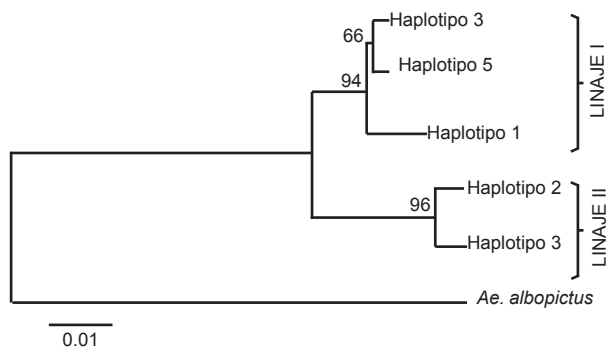 Haplotipo 3
66
Haplotipo 5
94
Haplotipo 1
LINAJE I
Haplotipo 2
96
Haplotipo 3
LINAJE II
Ae. albopictus
0.01